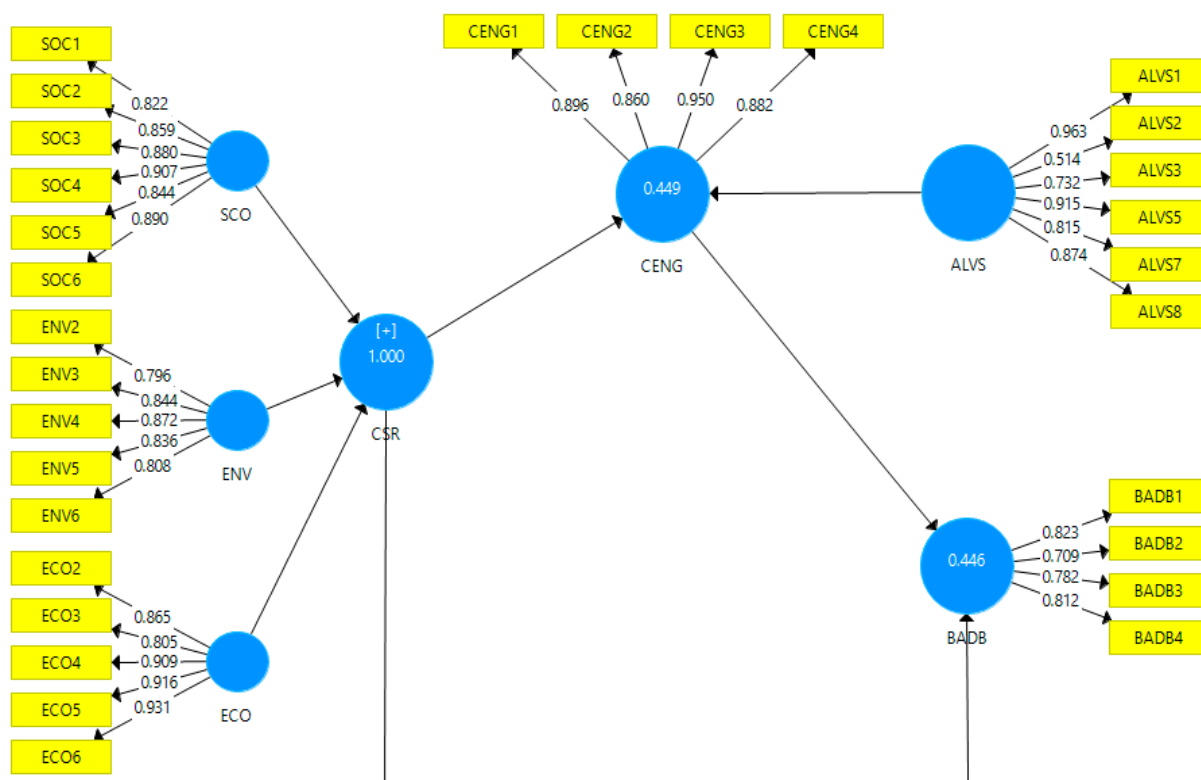 SOC1
SOC2
SOC3
SOC4
SOC5
SOC6
0.822
0.859
0.880
0.907
0.844
0.890
SCO
ENV2
ENV3
ENV4
ENV5
ENV6
0.796
0.844
0.872
0.836
0.808
ENV
ECO2
ECO3
ECO4
ECO5
ECO6
0.865
0.805
0.909
0.916
0.931
ECO
[+]
1.000
CSR
CENG1
CENG2
CENG3
CENG4
0.896
0.860
0.950
0.882
0.449
CENG
ALVS
0.963
0.514
0.732
0.915
0.815
0.874
ALVS1
ALVS2
ALVS3
ALVS5
ALVS7
ALVS8
0.446
BADB
0.823
0.709
0.782
0.812
BADB1
BADB2
BADB3
BADB4